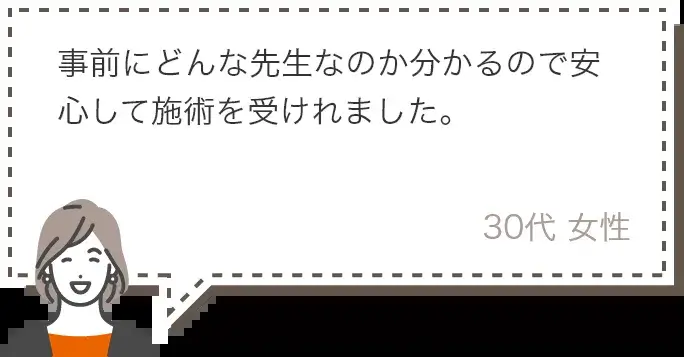 事前にどんな先生なのか分かるので安
心して施術を受けれました。
30代 女性